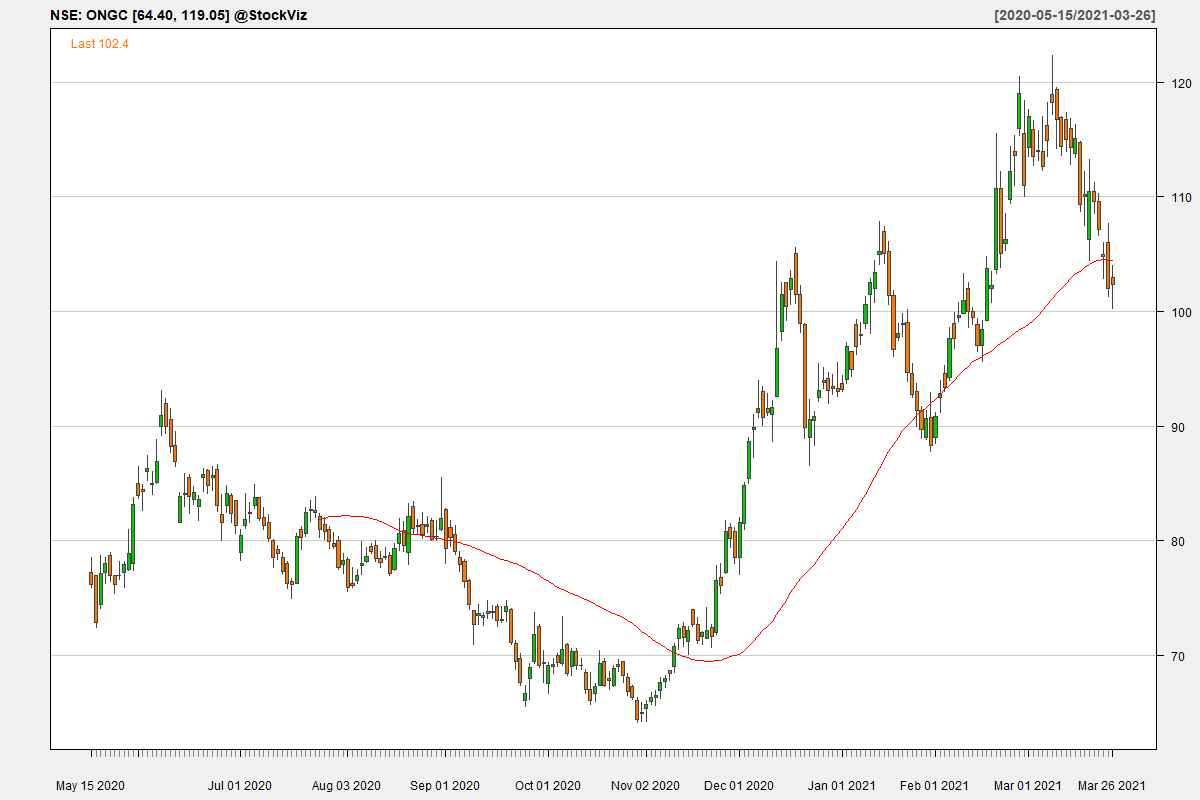 NSE: ONGC [64.40, 119.05] @StockViz [2020-05-15/2021-03-26]
Last 102.4
120
110
100
90
80
70
May 15 2020 Jul 01 2020 Aug 03 2020 Sep 01 2020 Oct 01 2020 Nov 02 2020 Dec 01 2020 Jan 01 2021 Feb 01 2021 Mar 01 2021 Mar 26 2021